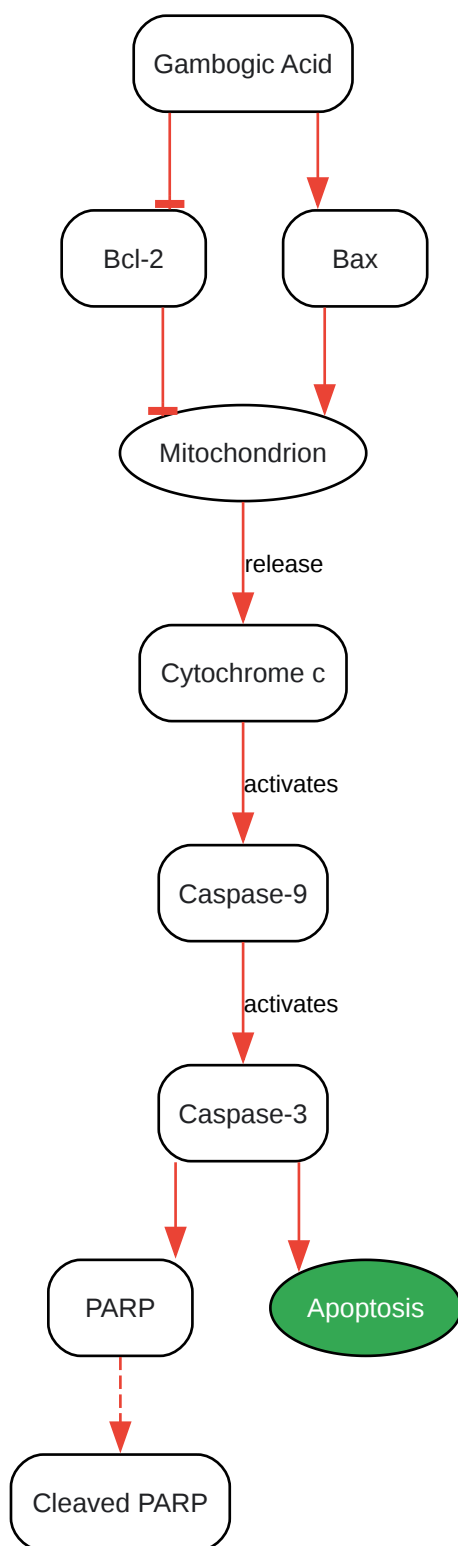 Gambogic Acid
Bcl-2
Bax
Mitochondrion
release
Cytochrome c
activates
Caspase-9
activates
Caspase-3
PARP
Apoptosis
Cleaved PARP